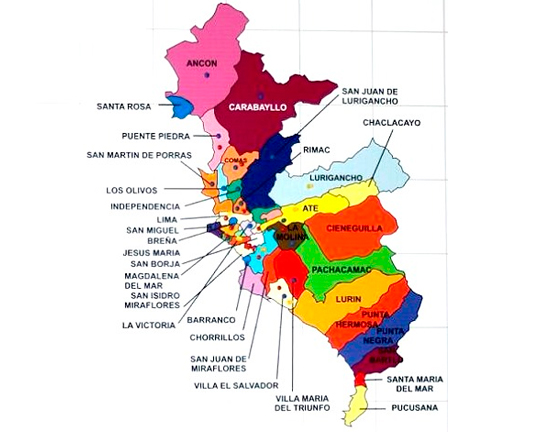 ANCON
SANTA ROSA
CARABAYLLO
SAN JUAN DE
LURIGANCHO
CHACLACAYO
PUENTE PIEDRA
SAN MARTIN DE PORRAS
COMAS
RIMAC
LURIGANCHO
LOS OLIVOS
INDEPENDENCIA
ATE
LIMA
SAN MIGUEL
BREÑA
LA
MOLINA
CIENEGUILLA
JESUS MARIA
SAN BORJA
MAGDALENA
DEL MAR
SAN ISIDRO
MIRAFLORES
PACHACAMAC
LURIN
PUNTA
HERMOSA
PUNTA
NEGRA
LA VICTORIA
BARRANCO
CHORRILLOS
SAN JUAN DE
MIRAFLORES
VILLA EL SALVADOR
VILLA MARIA
DEL TRIUNFO
SANTA MARIA
DEL MAR
PUCUSANA